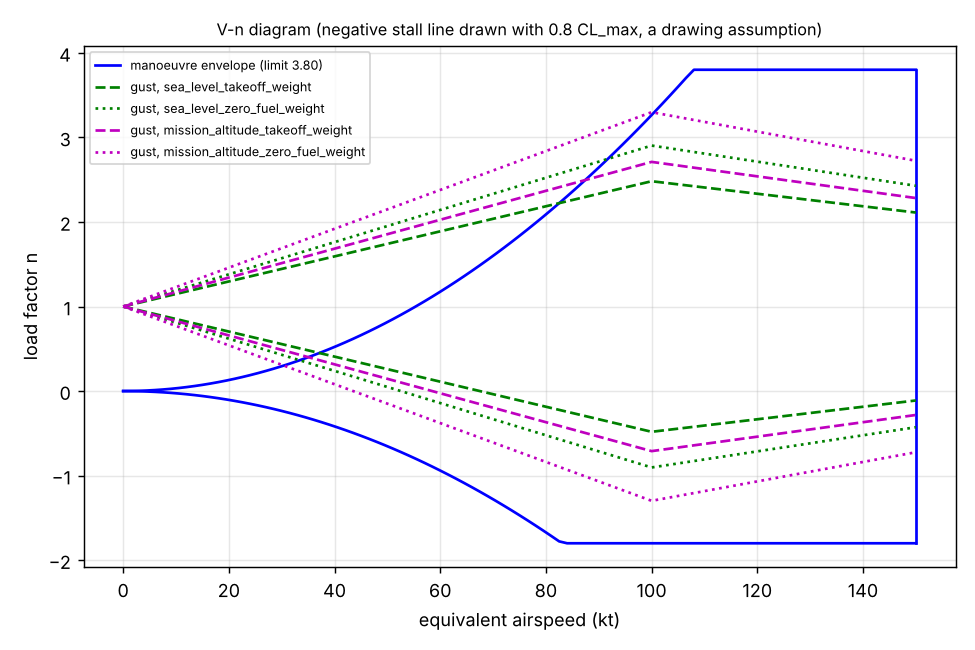 V-n diagram (negative stall line drawn with 0.8 CL_max, a drawing assumption)
manoeuvre envelope (limit 3.80)
gust, sea_level_takeoff_weight
gust, sea_level_zero_fuel_weight
gust, mission_altitude_takeoff_weight
gust, mission_altitude_zero_fuel_weight
load factor n
4
3
2
1
0
−1
−2
0 20 40 60 80 100 120 140
equivalent airspeed (kt)